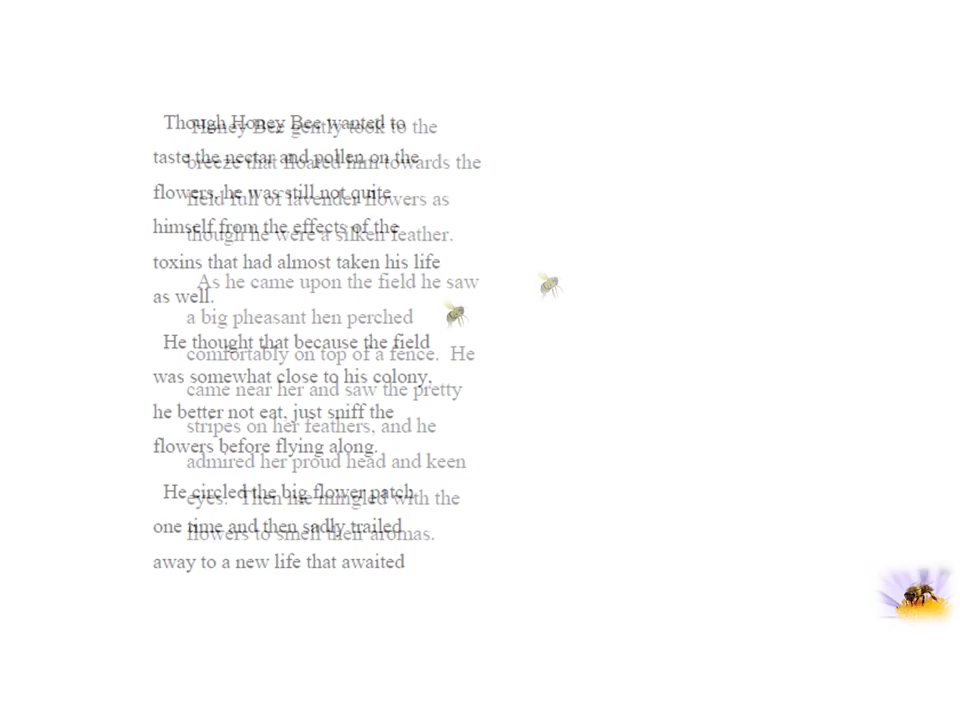 Though Honey Bee wanted to
taste the nectar and pollen on the
flowers, he was still not quite
himself from the effects of the
toxins that had almost taken his life
as well.
He thought that because the field
was somewhat close to his colony,
he better not eat, just sniff the
flowers before flying along.
He circled the big flower patch
one time and then sadly trailed
away to a new life that awaited
Honey Bee gently took to the
breeze that floated him towards the
field full of lavender flowers as
though he were a silken feather.
As he came upon the field he saw
a big pheasant hen perched
comfortably on top of a fence. He
came near her and saw the pretty
stripes on her feathers, and he
admired her proud head and keen
eyes. Then he mingled with the
flowers to smell their aromas.